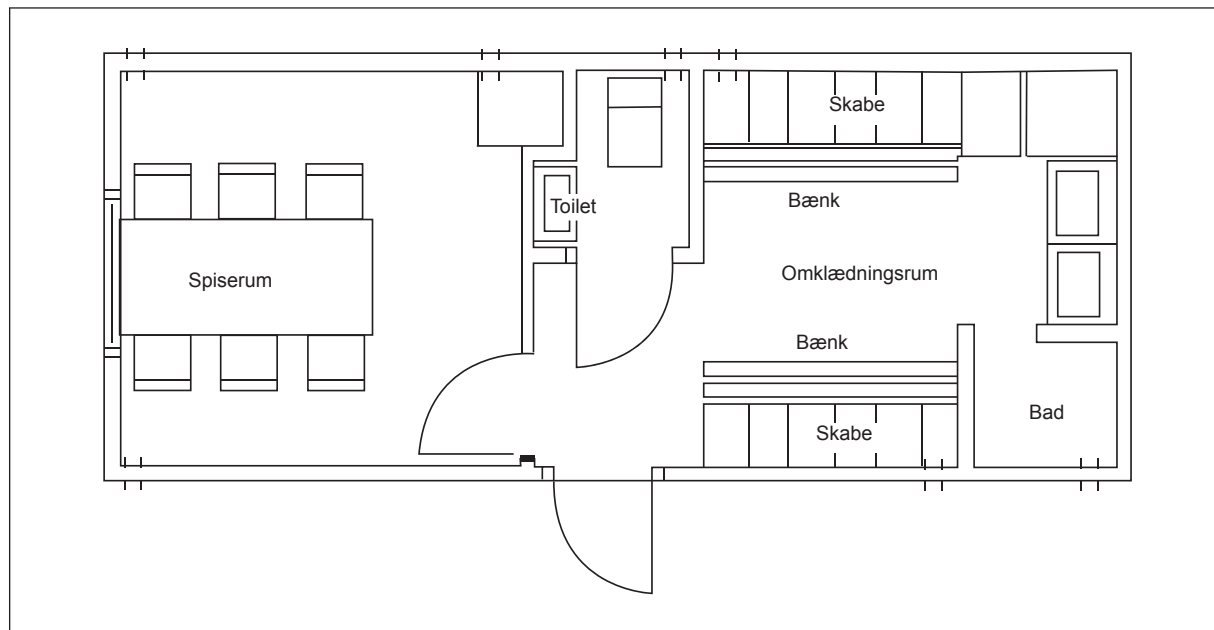 Skabe
Bænk
Toilet
Spiserum
Omklædningsrum
Bænk
Bad
Skabe